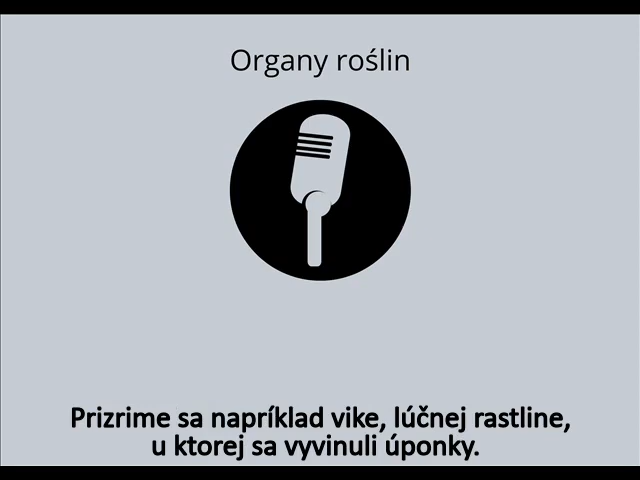 Organy roślin
Prizrime sa napríklad vike, lúčnej rastline,
u ktorej sa vyvinuli úponky.